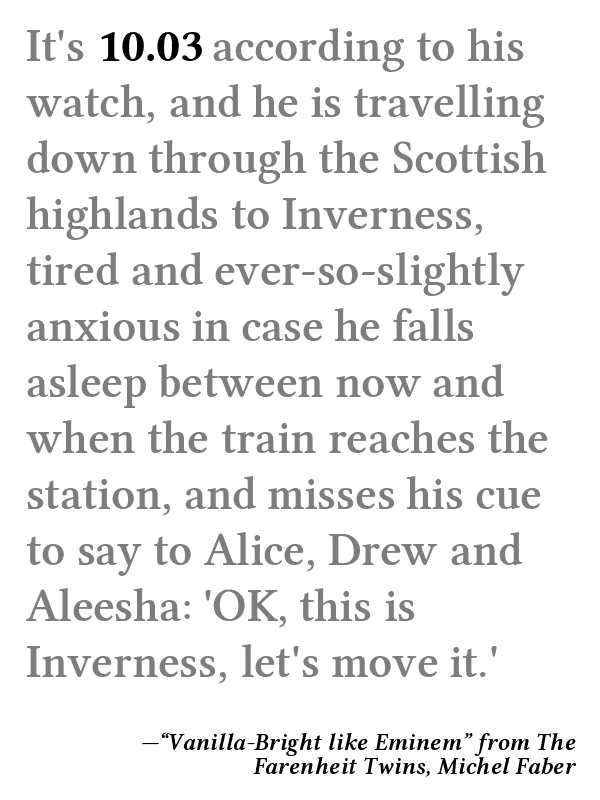 It's 10.03 according to his
watch, and he is travelling
down through the Scottish
highlands to Inverness,
tired and ever-so-slightly
anxious in case he falls
asleep between now and
when the train reaches the
station, and misses his cue
to say to Alice, Drew and
Aleesha: 'OK, this is
Inverness, let's move it.'
—“Vanilla-Bright like Eminem” from The
Farenheit Twins, Michel Faber